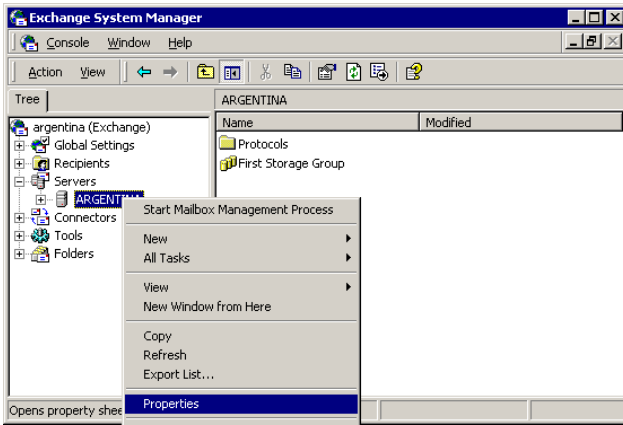 Exchange System Manager
Console Window Help
Action View
Tree
ARGENTINA
argentina (Exchange)
Global Settings
Recipients
Servers
ARGENTINA
Connectors
Tools
Folders
Name Modified
Protocols
First Storage Group
Start Mailbox Management Process
New
All Tasks
View
New Window from Here
Copy
Refresh
Export List...
Properties
Opens property shee